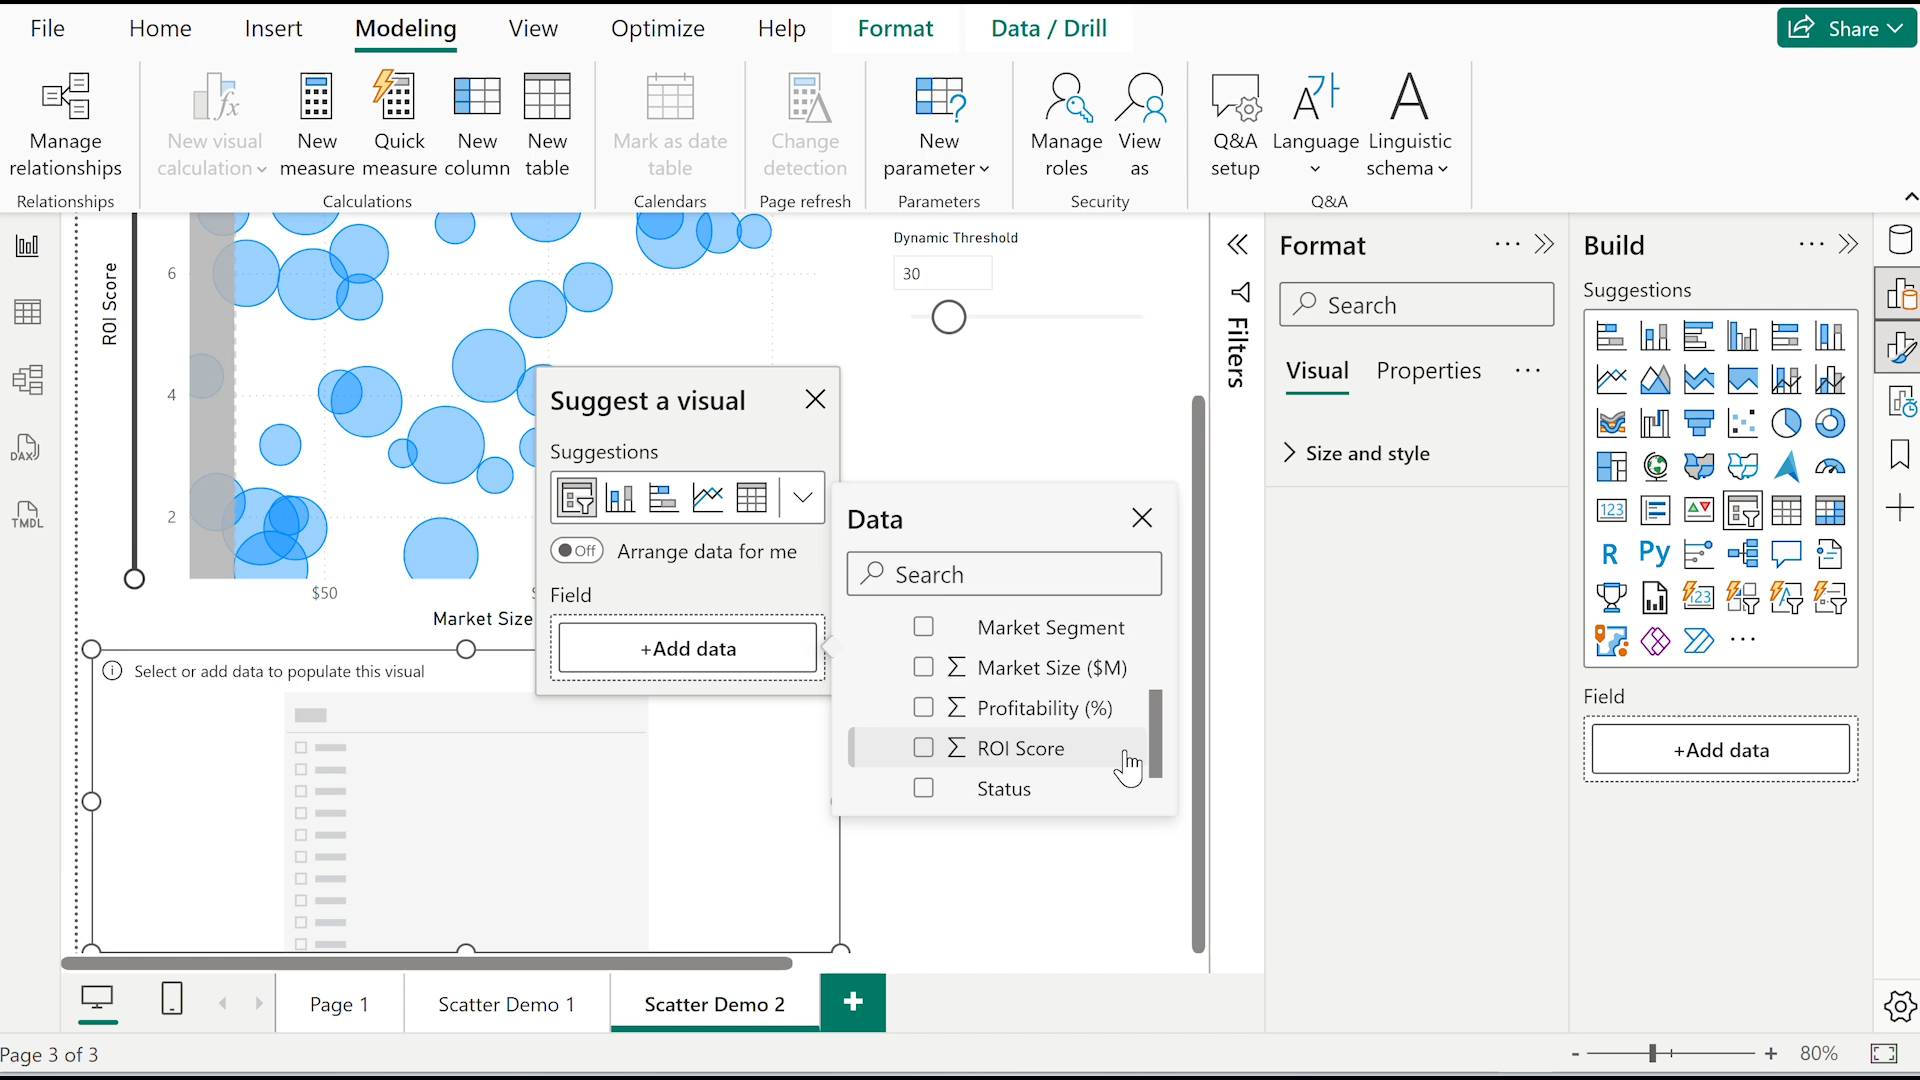 File
Home
Insert
Modeling
View
Optimize
Help
Format
Data / Drill
Share
Manage
relationships
New visual
calculation
New
measure
Quick
measure
New
column
New
table
Mark as date
table
Change
detection
New
parameter
Manage
roles
View
as
Q&A
setup
Language
Linguistic
schema
Relationships
Calculations
Calendars
Page refresh
Parameters
Security
Q&A
DAX
TMDL
ROI Score
6
4
2
$50
Market Size
Dynamic Threshold
30
Suggest a visual
Suggestions
Off
Arrange data for me
Field
+Add data
Select or add data to populate this visual
Data
Search
Market Segment
Σ Market Size ($M)
Σ Profitability (%)
Σ ROI Score
Status
Filters
Format
Search
Visual
Properties
Size and style
Build
Suggestions
123
R
Py
123
Field
+Add data
Page 1
Scatter Demo 1
Scatter Demo 2
+
Page 3 of 3
- + 80%